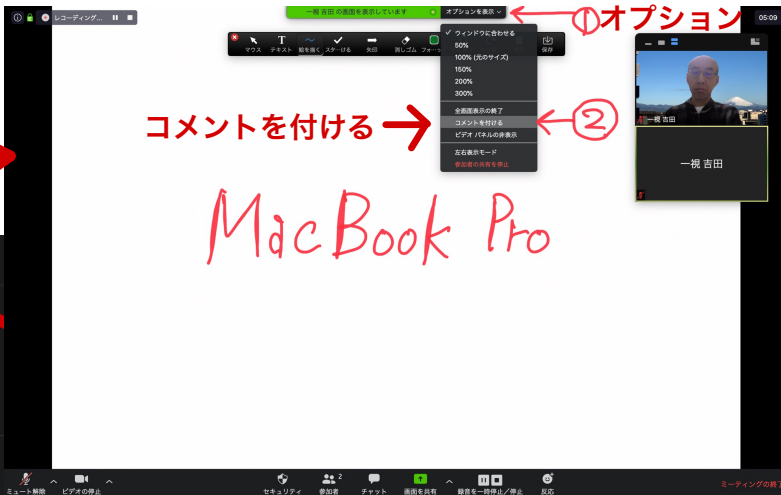 レコーディング...
一視 吉田 の画面を表示しています
オプションを表示
①オプション
05:09
マウス
テキスト
絵を描く
スターける
矢印
消しゴム
保存
✓ ウィンドウに合わせる
50%
100% (元のサイズ)
150%
200%
300%
全画面表示の終了
コメントを付ける
ビデオ パネルの非表示
左右表示モード
参加者の共有を停止
コメントを付ける
②
一視 吉田
一視 吉田
MacBook Pro
ミュート解除
ビデオの停止
セキュリティ
参加者
2
チャット
画面を共有
録音を一時停止/停止
反応
ミーティングの終